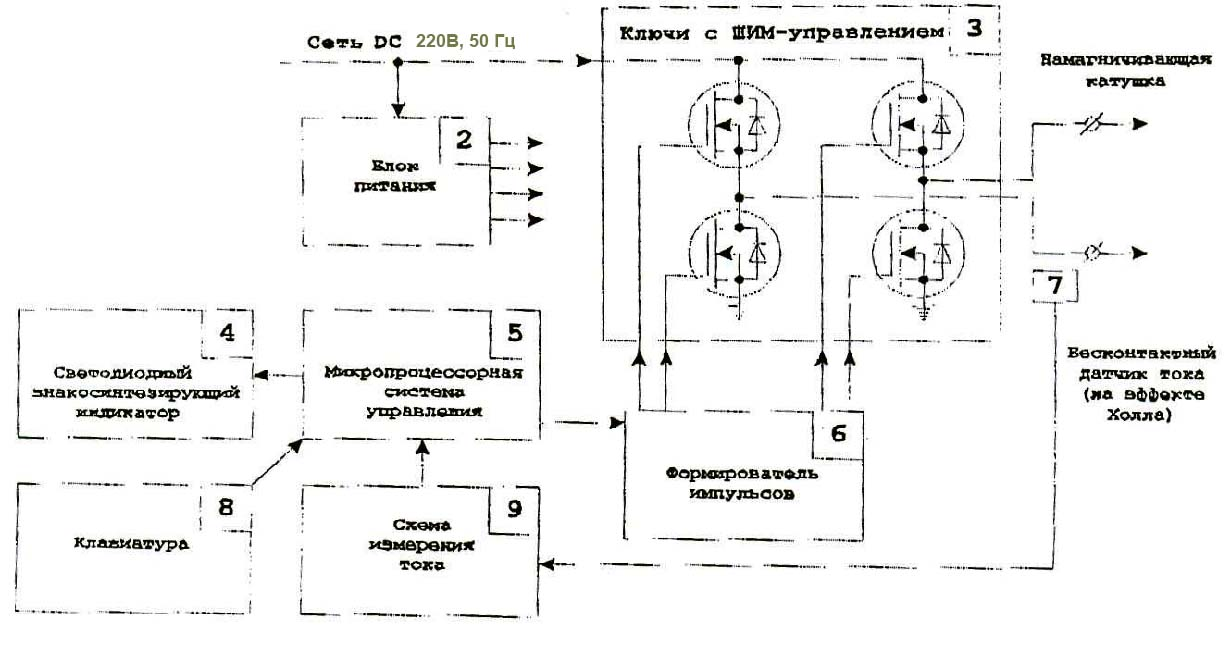 Сеть DC 220В, 50 Гц
Ключи с ШИМ-управлением
3
Намагничивающая
катушка
2
Блок
питания
4
Светодиодный
знакосинтезирующий
индикатор
5
Микропроцессорная
система
управления
7
Бесконтактный
датчик тока
(на эффекте
Холла)
6
Формирователь
импульсов
8
Клавиатура
9
Схема
измерения
тока